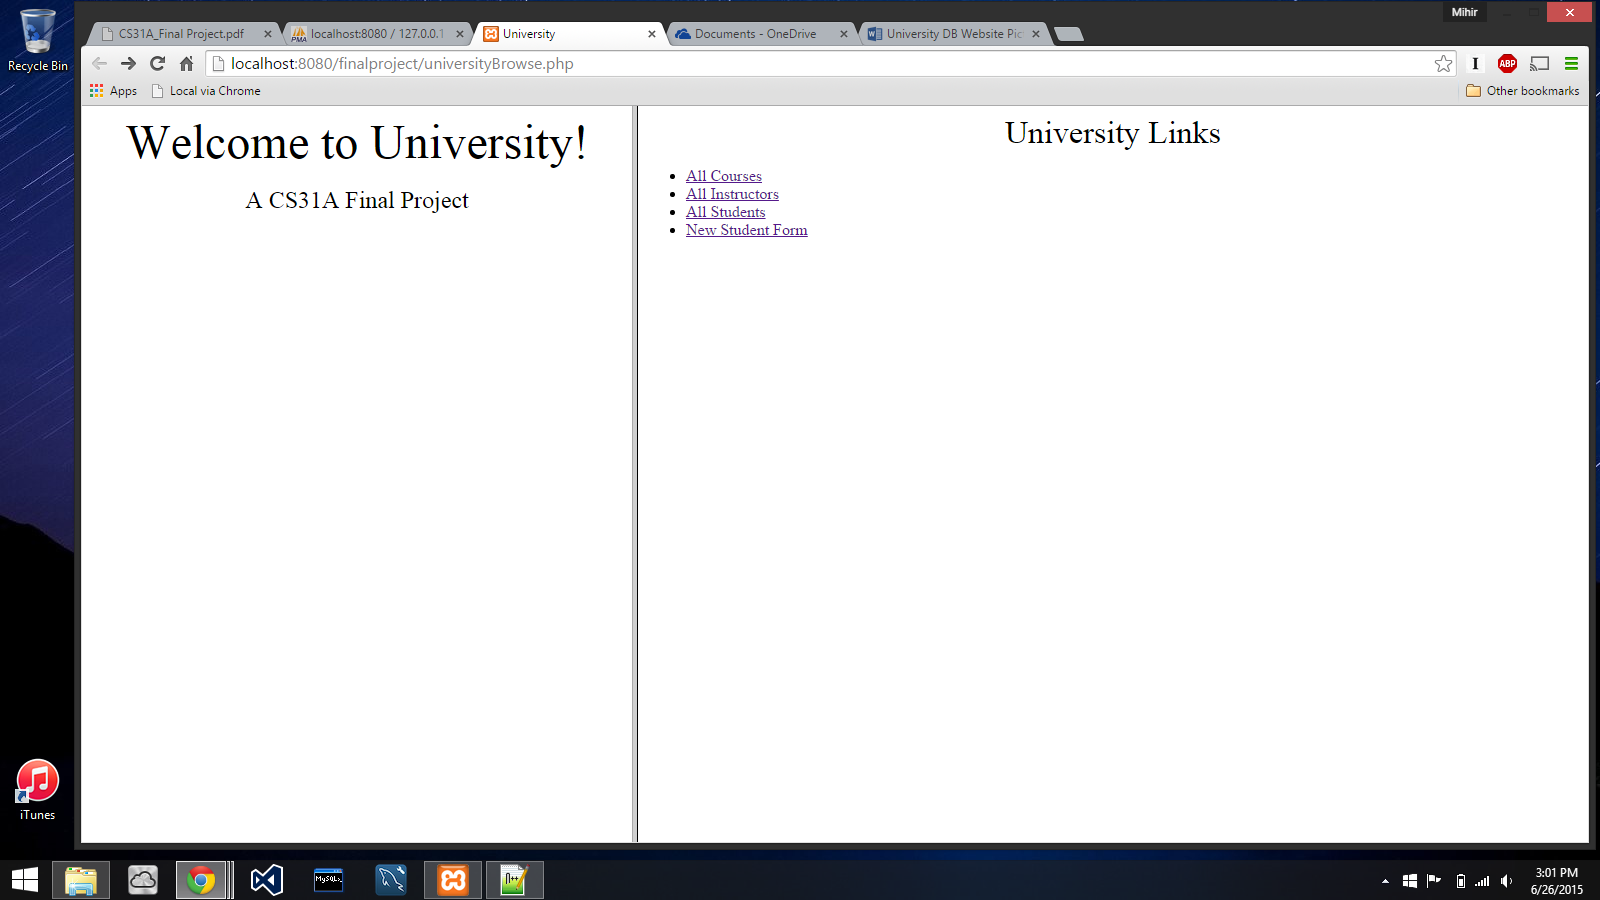 Recycle Bin
Mihir
CS31A_Final Project.pdf
localhost:8080 / 127.0.0.1
University
Documents - OneDrive
University DB Website Pic
localhost:8080/finalproject/universityBrowse.php
I
ABP
Apps
Local via Chrome
Other bookmarks
Welcome to University!
A CS31A Final Project
University Links
All Courses
All Instructors
All Students
New Student Form
iTunes
3:01 PM
6/26/2015